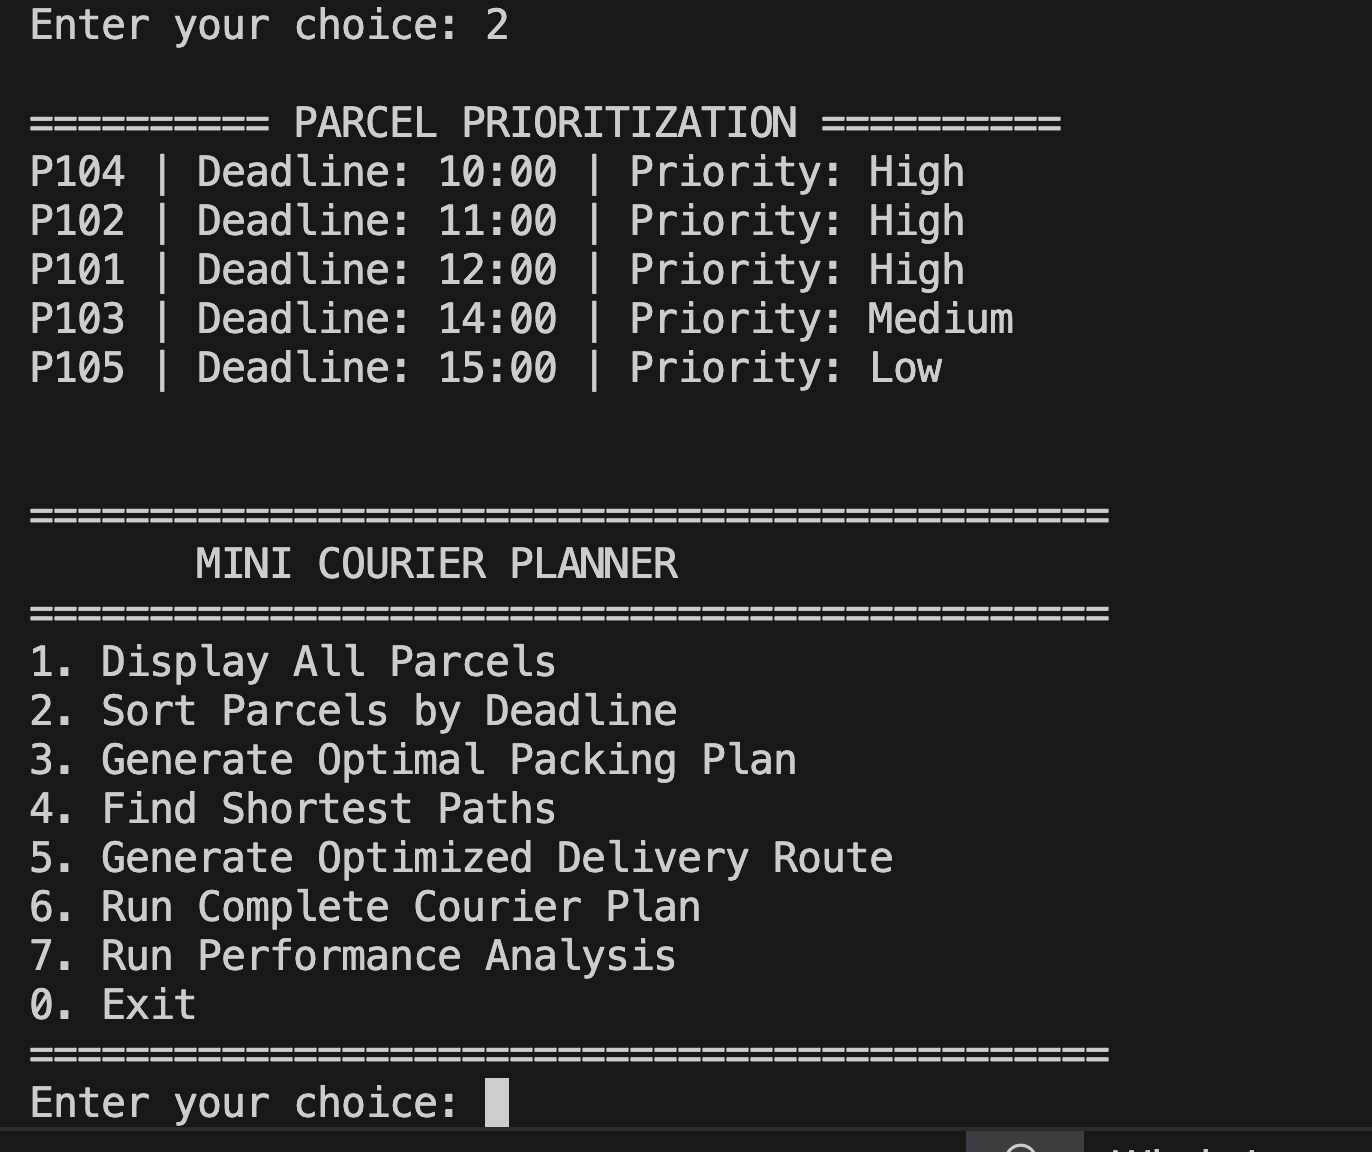 Enter your choice: 2
========== PARCEL PRIORITIZATION ==========
P104 | Deadline: 10:00 | Priority: High
P102 | Deadline: 11:00 | Priority: High
P101 | Deadline: 12:00 | Priority: High
P103 | Deadline: 14:00 | Priority: Medium
P105 | Deadline: 15:00 | Priority: Low
=============================================
MINI COURIER PLANNER
=============================================
1. Display All Parcels
2. Sort Parcels by Deadline
3. Generate Optimal Packing Plan
4. Find Shortest Paths
5. Generate Optimized Delivery Route
6. Run Complete Courier Plan
7. Run Performance Analysis
0. Exit
=============================================
Enter your choice: